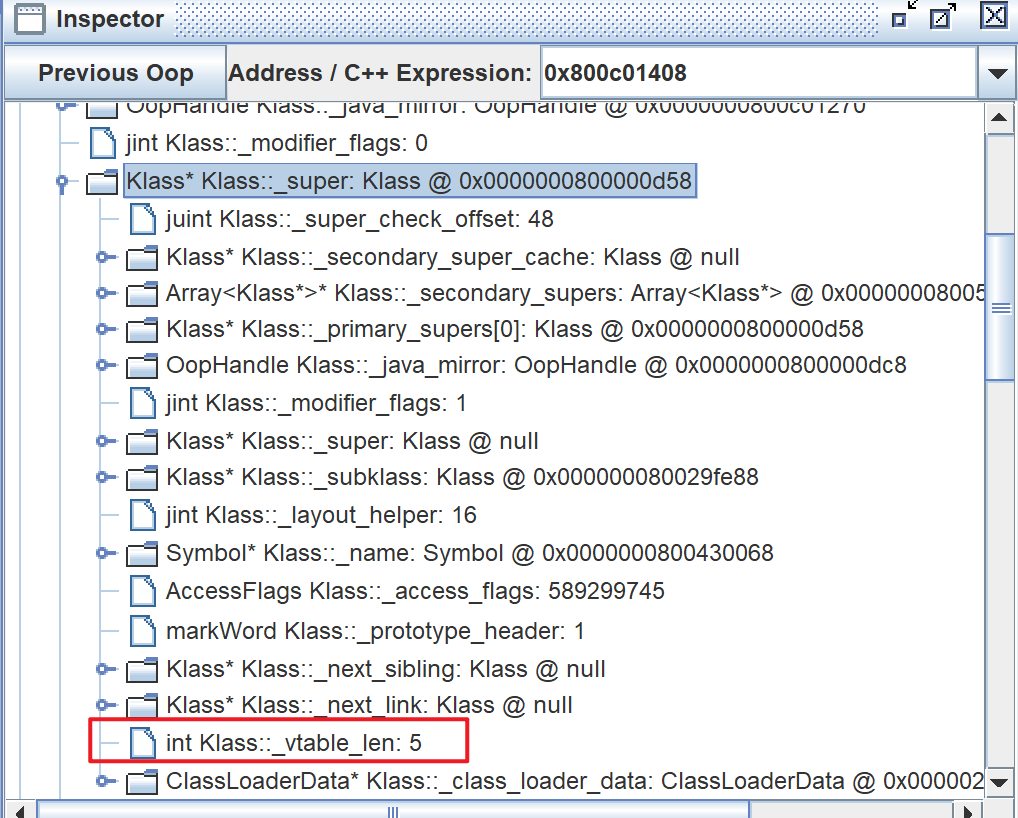 Inspector
Previous Oop Address / C++ Expression: 0x800c01408
OopHandle Klass::_java_mirror: OopHandle @ 0x0000000800c01270
jint Klass::_modifier_flags: 0
Klass* Klass::_super: Klass @ 0x0000000800000d58
juint Klass::_super_check_offset: 48
Klass* Klass::_secondary_super_cache: Klass @ null
Array<Klass*>* Klass::_secondary_supers: Array<Klass*> @ 0x00000008005
Klass* Klass::_primary_supers[0]: Klass @ 0x0000000800000d58
OopHandle Klass::_java_mirror: OopHandle @ 0x0000000800000dc8
jint Klass::_modifier_flags: 1
Klass* Klass::_super: Klass @ null
Klass* Klass::_subklass: Klass @ 0x000000080029fe88
jint Klass::_layout_helper: 16
Symbol* Klass::_name: Symbol @ 0x0000000800430068
AccessFlags Klass::_access_flags: 589299745
markWord Klass::_prototype_header: 1
Klass* Klass::_next_sibling: Klass @ null
Klass* Klass::_next_link: Klass @ null
int Klass::_vtable_len: 5
ClassLoaderData* Klass::_class_loader_data: ClassLoaderData @ 0x000002